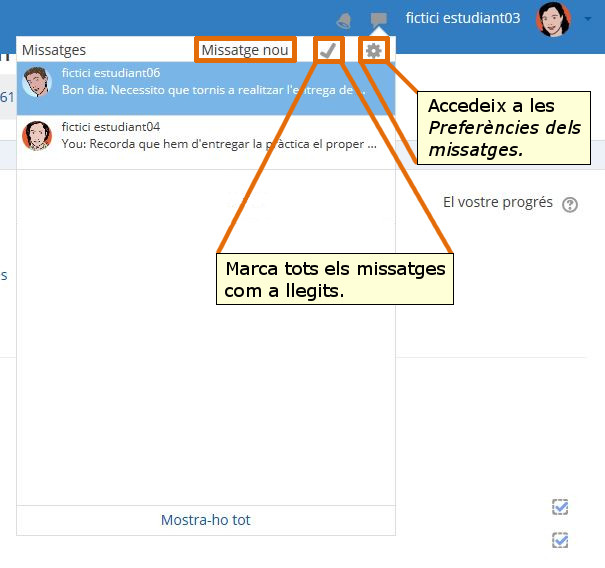 fictici estudiant03
Missatges
Missatge nou
fictici estudiant06
Bon dia. Necessito que tornis a realitzar l'entrega de ...
61
fictici estudiant04
You: Recorda que hem d'entregar la pràctica el proper ...
Accedeix a les
Preferències dels
missatges.
El vostre progrés
Marca tots els missatges
com a llegits.
s
Mostra-ho tot